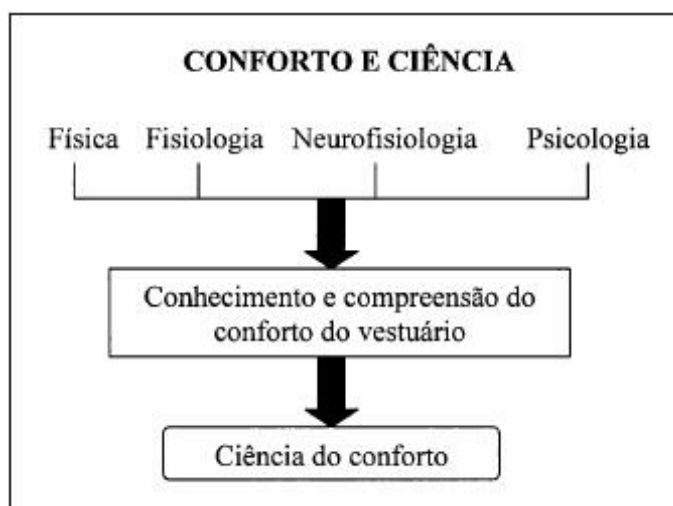 CONFORTO E CIÊNCIA
Física Fisiologia Neurofisiologia Psicologia
Conhecimento e compreensão do
conforto do vestuário
Ciência do conforto